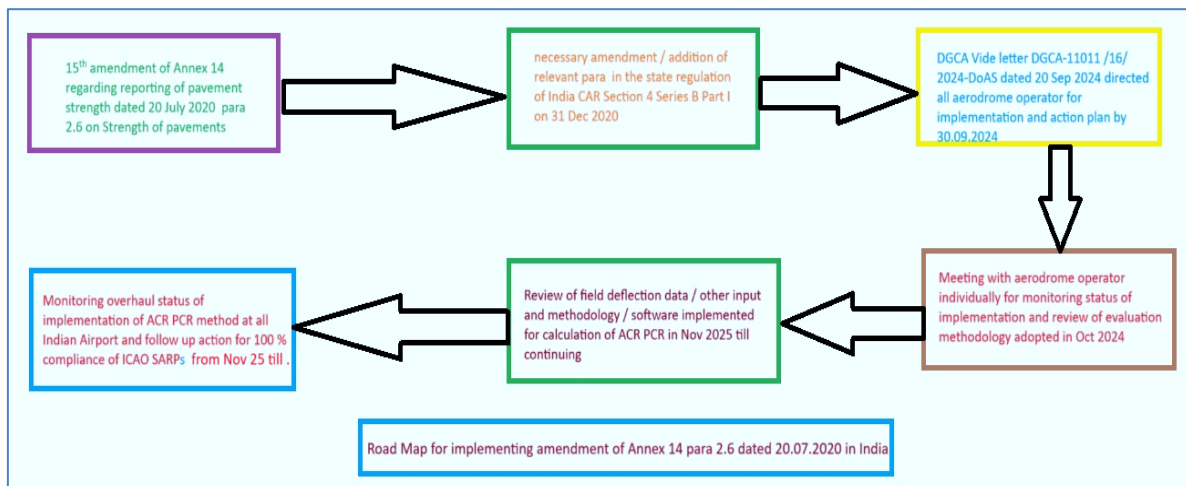 15th amendment of Annex 14
regarding reporting of pavement
strength dated 20 July 2020 para
2.6 on Strength of pavements
necessary amendment / addition of
relevant para in the state regulation
of India CAR Section 4 Series B Part I
on 31 Dec 2020
DGCA Vide letter DGCA-11011 /16/
2024-DoAS dated 20 Sep 2024 directed
all aerodrome operator for
implementation and action plan by
30.09.2024
Meeting with aerodrome operator
individually for monitoring status of
implementation and review of evaluation
methodology adopted in Oct 2024
Review of field deflection data / other input
and methodology / software implemented
for calculation of ACR PCR in Nov 2025 till
continuing
Monitoring overhaul status of
implementation of ACR PCR method at all
Indian Airport and follow up action for 100 %
compliance of ICAO SARPs from Nov 25 till .
Road Map for implementing amendment of Annex 14 para 2.6 dated 20.07.2020 in India